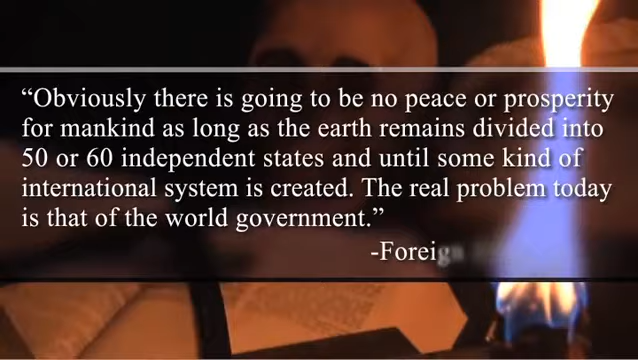 “Obviously there is going to be no peace or prosperity
for mankind as long as the earth remains divided into
50 or 60 independent states and until some kind of
international system is created. The real problem today
is that of the world government.”